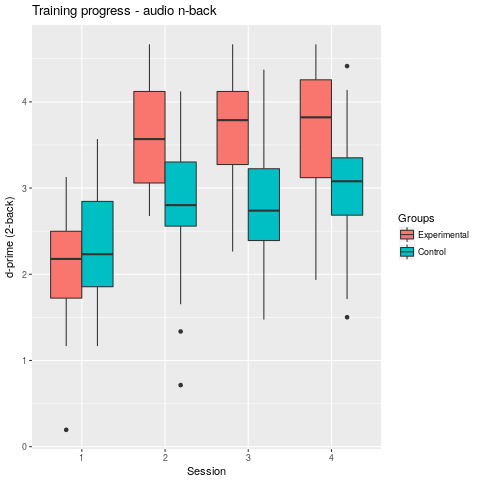 Training progress - audio n-back
d-prime (2-back)
4
3
2
1
0
1 2 3 4
Session
Groups
Experimental
Control